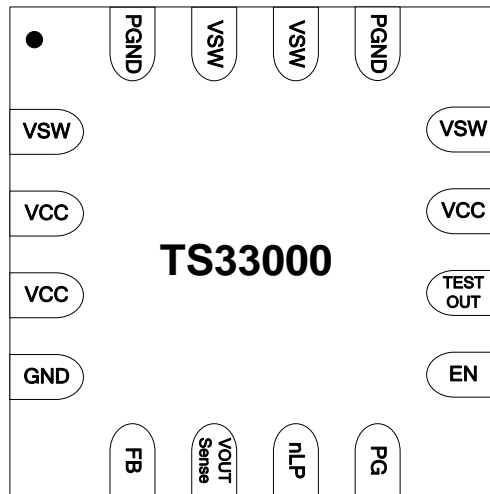 PGND
VSW
VSW
PGND
VSW
VSW
VCC
VCC
TS33000
VCC
TEST
OUT
GND
EN
FB
VOUT
Sense
nLP
PG